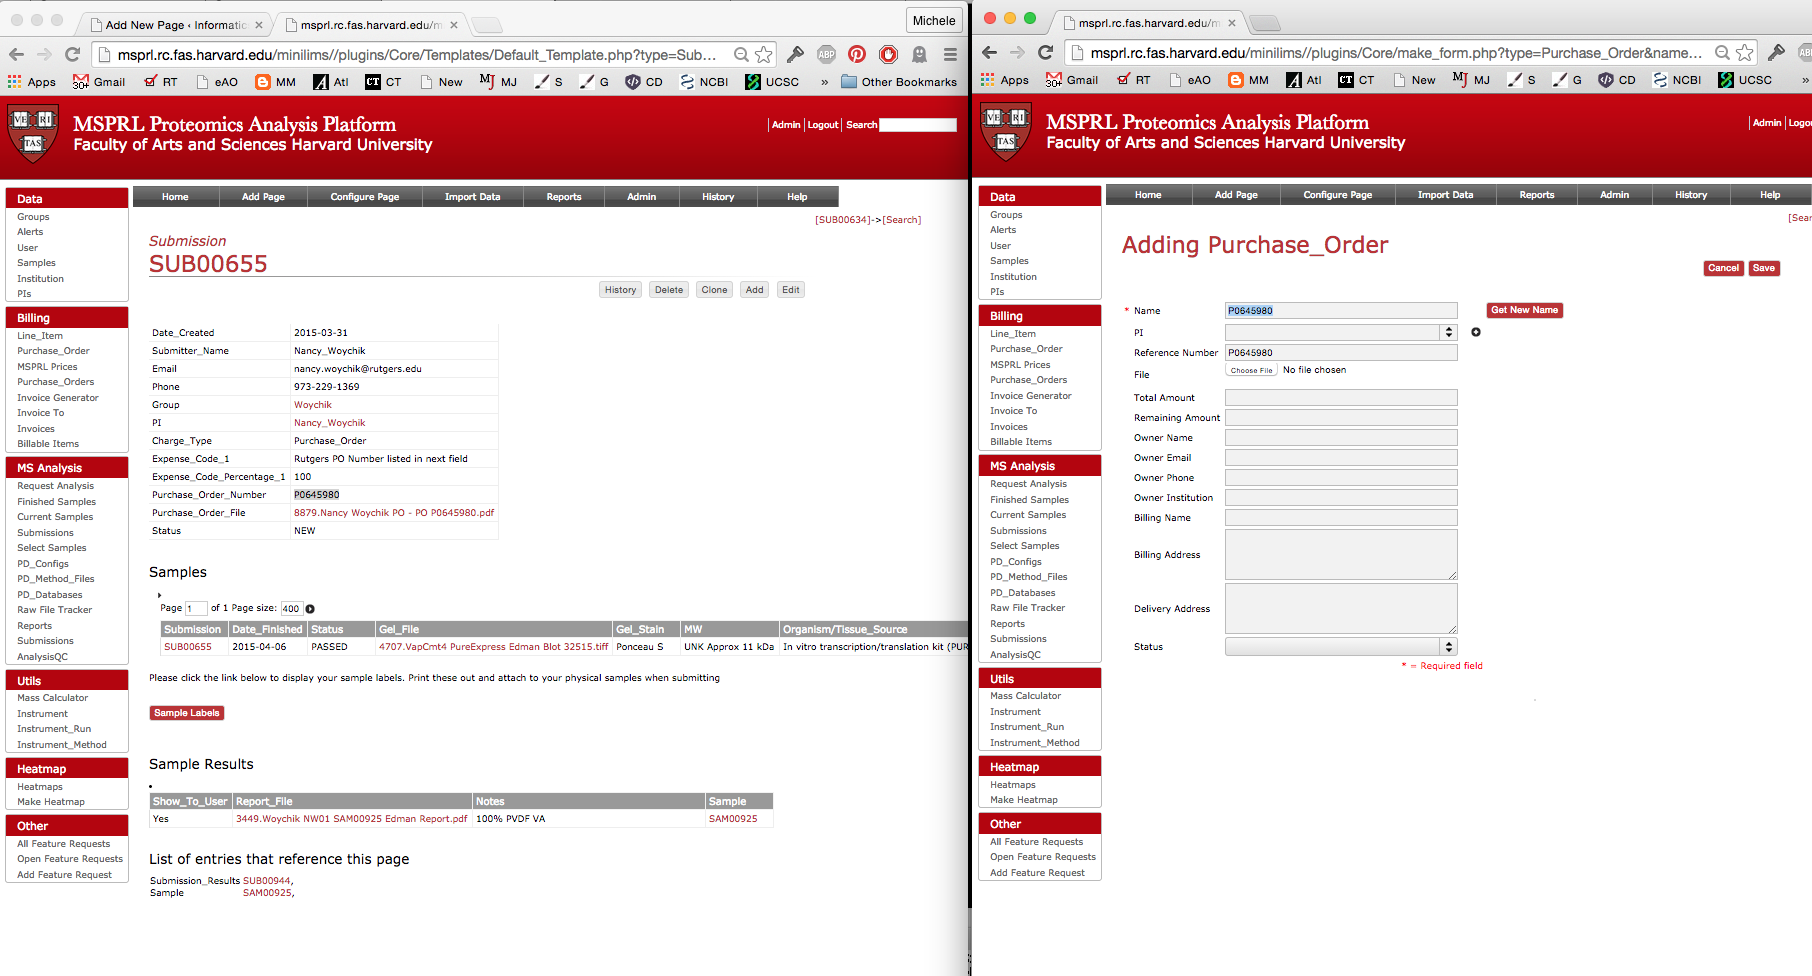 Add New Page ‹ Informatic
msprl.rc.fas.harvard.edu/m
Michele
msprl.rc.fas.harvard.edu/minilims//plugins/Core/Templates/Default_Template.php?type=Sub...
ABP
Apps
30+
Gmail
RT
eAO
MM
Atl
CT CT
New
MJ MJ
S
G
CD
NCBI
UCSC
»
Other Bookmarks
VE RI TAS
MSPRL Proteomics Analysis Platform
Faculty of Arts and Sciences Harvard University
Admin | Logout | Search
Data
Groups
Alerts
User
Samples
Institution
PIs
Billing
Line_Item
Purchase_Order
MSPRL Prices
Purchase_Orders
Invoice Generator
Invoice To
Invoices
Billable Items
MS Analysis
Request Analysis
Finished Samples
Current Samples
Submissions
Select Samples
PD_Configs
PD_Method_Files
PD_Databases
Raw File Tracker
Reports
Submissions
AnalysisQC
Utils
Mass Calculator
Instrument
Instrument_Run
Instrument_Method
Heatmap
Heatmaps
Make Heatmap
Other
All Feature Requests
Open Feature Requests
Add Feature Request
Home Add Page Configure Page Import Data Reports Admin History Help
[SUB00634]->[Search]
Submission
SUB00655
History Delete Clone Add Edit
Date_Created 2015-03-31
Submitter_Name Nancy_Woychik
Email nancy.woychik@rutgers.edu
Phone 973-229-1369
Group Woychik
PI Nancy_Woychik
Charge_Type Purchase_Order
Expense_Code_1 Rutgers PO Number listed in next field
Expense_Code_Percentage_1 100
Purchase_Order_Number P0645980
Purchase_Order_File 8879.Nancy Woychik PO - PO P0645980.pdf
Status NEW
Samples
Page 1 of 1 Page size: 400
Submission Date_Finished Status Gel_File Gel_Stain MW Organism/Tissue_Source
SUB00655 2015-04-06 PASSED 4707.VapCmt4 PureExpress Edman Blot 32515.tiff Ponceau S UNK Approx 11 kDa In vitro transcription/translation kit (PUR
Please click the link below to display your sample labels. Print these out and attach to your physical samples when submitting
Sample Labels
Sample Results
Show_To_User Report_File Notes Sample
Yes 3449.Woychik NW01 SAM00925 Edman Report.pdf 100% PVDF VA SAM00925
List of entries that reference this page
Submission_Results SUB00944,
Sample SAM00925,
msprl.rc.fas.harvard.edu/m
msprl.rc.fas.harvard.edu/minilims//plugins/Core/make_form.php?type=Purchase_Order&name...
AB
Apps
30+
Gmail
RT
eAO
MM
Atl
CT CT
New
MJ MJ
S
G
CD
NCBI
UCSC
»
VE RI TAS
MSPRL Proteomics Analysis Platform
Faculty of Arts and Sciences Harvard University
Admin | Logou
Data
Groups
Alerts
User
Samples
Institution
PIs
Billing
Line_Item
Purchase_Order
MSPRL Prices
Purchase_Orders
Invoice Generator
Invoice To
Invoices
Billable Items
MS Analysis
Request Analysis
Finished Samples
Current Samples
Submissions
Select Samples
PD_Configs
PD_Method_Files
PD_Databases
Raw File Tracker
Reports
Submissions
AnalysisQC
Utils
Mass Calculator
Instrument
Instrument_Run
Instrument_Method
Heatmap
Heatmaps
Make Heatmap
Other
All Feature Requests
Open Feature Requests
Add Feature Request
Home Add Page Configure Page Import Data Reports Admin History Help
[Sear
Adding Purchase_Order
Cancel Save
* Name P0645980 Get New Name
PI
Reference Number P0645980
File Choose File No file chosen
Total Amount
Remaining Amount
Owner Name
Owner Email
Owner Phone
Owner Institution
Billing Name
Billing Address
Delivery Address
Status
* = Required field